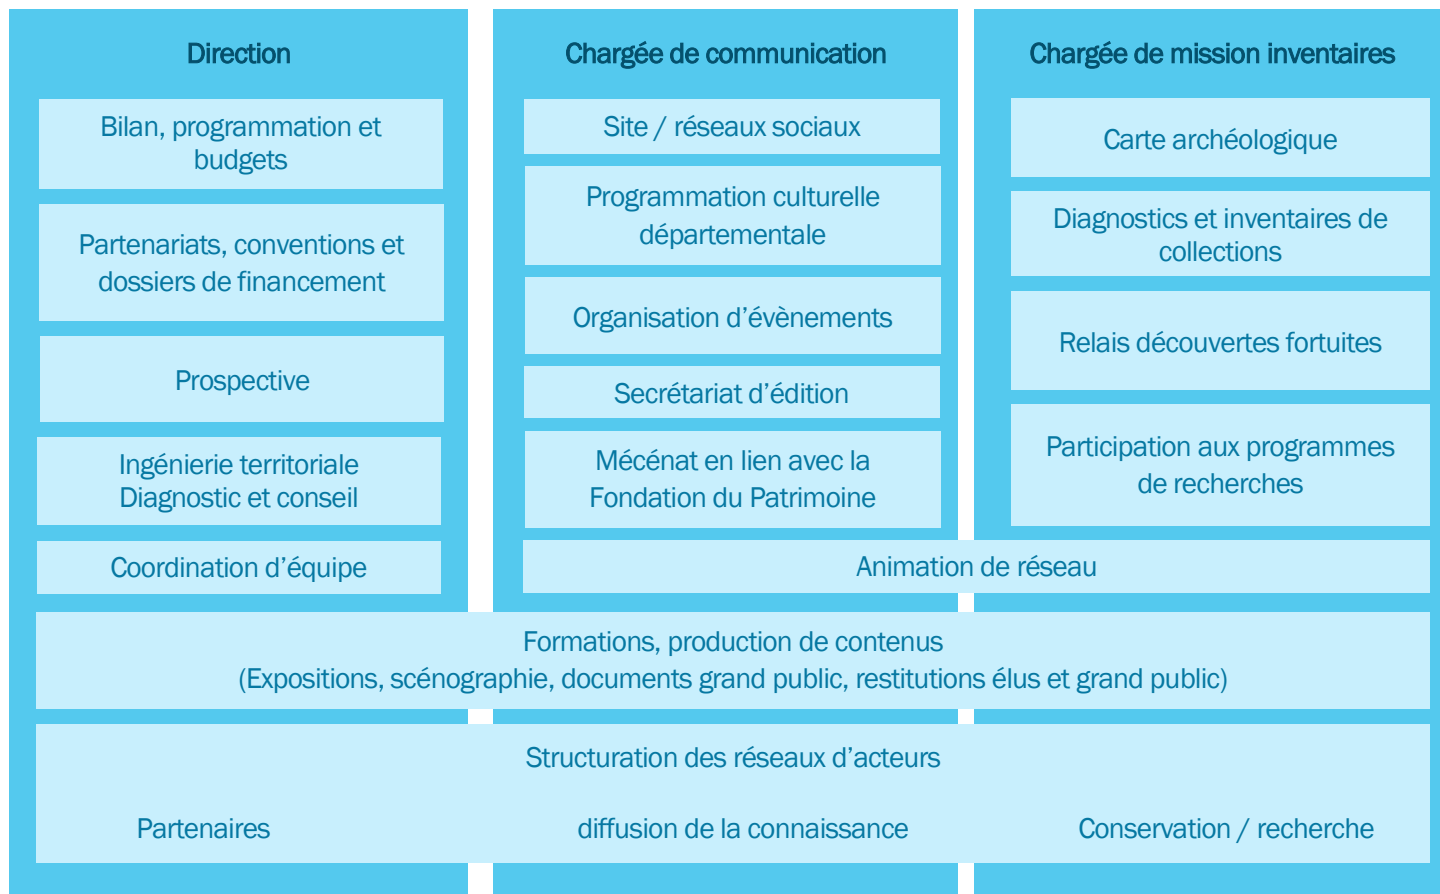 Direction
Bilan, programmation et
budgets
Partenariats, conventions et
dossiers de financement
Prospective
Ingénierie territoriale
Diagnostic et conseil
Coordination d’équipe
Chargée de communication
Site / réseaux sociaux
Programmation culturelle
départementale
Organisation d’évènements
Secrétariat d’édition
Mécénat en lien avec la
Fondation du Patrimoine
Chargée de mission inventaires
Carte archéologique
Diagnostics et inventaires de
collections
Relais découvertes fortuites
Participation aux programmes
de recherches
Animation de réseau
Formations, production de contenus
(Expositions, scénographie, documents grand public, restitutions élus et grand public)
Structuration des réseaux d’acteurs
Partenaires
diffusion de la connaissance
Conservation / recherche